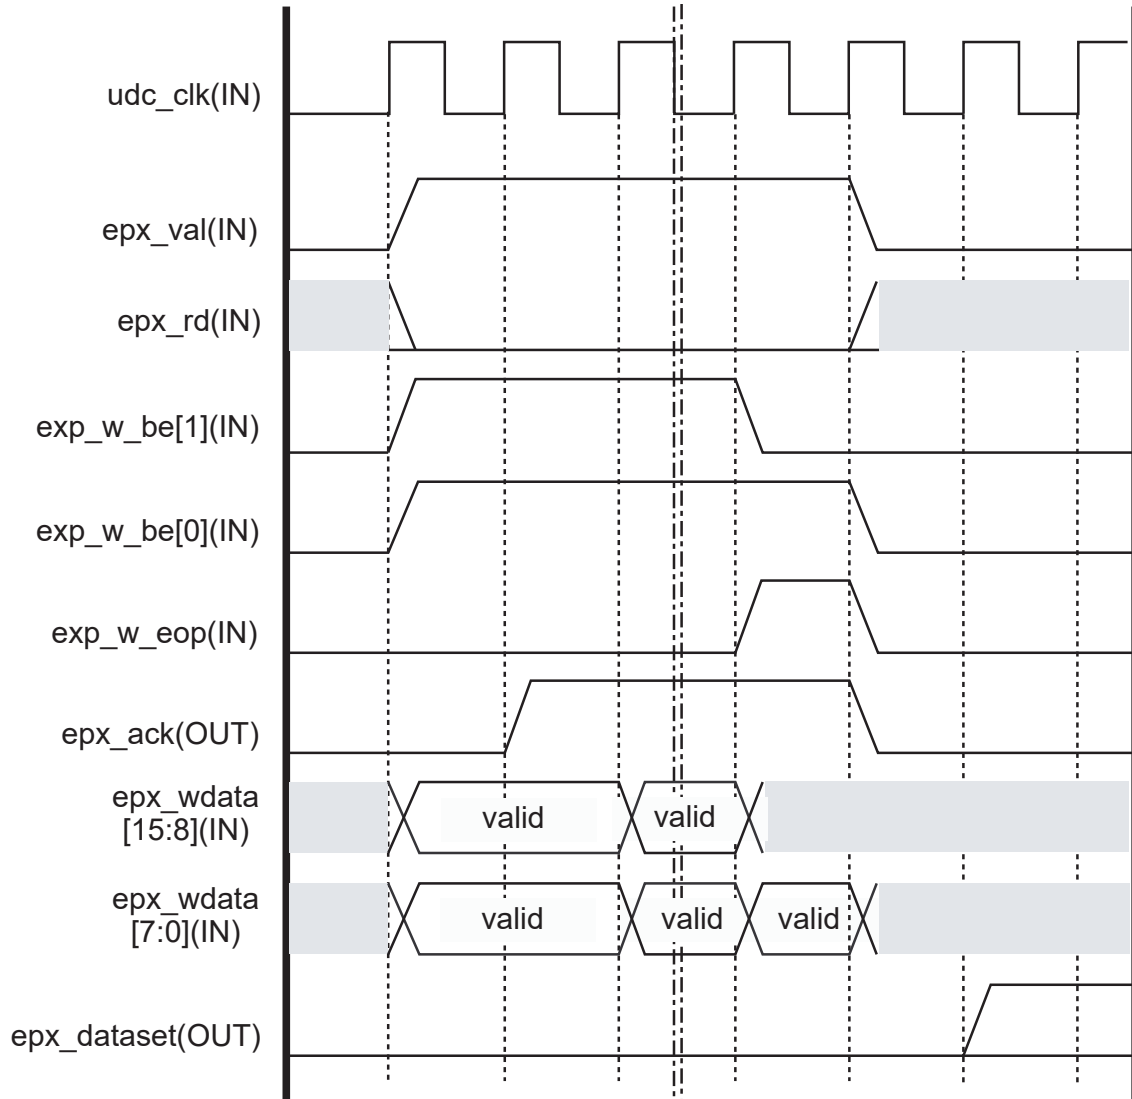 udc_clk(IN)
epx_val(IN)
epx_rd(IN)
exp_w_be[1](IN)
exp_w_be[0](IN)
exp_w_eop(IN)
epx_ack(OUT)
epx_wdata
[15:8](IN)
valid valid
epx_wdata
[7:0](IN)
valid valid valid
epx_dataset(OUT)